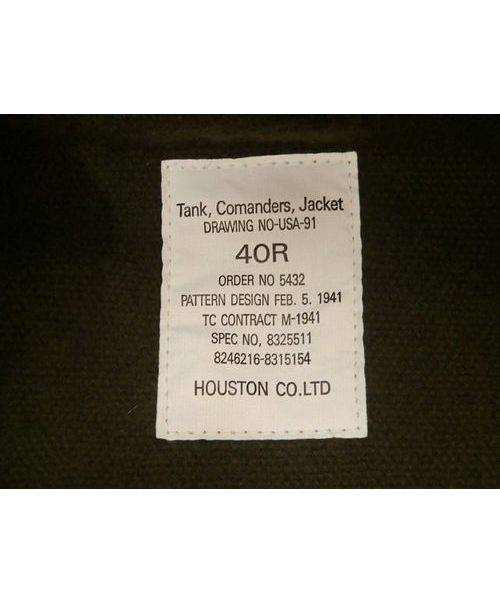 Tank, Comanders, Jacket
DRAWING NO-USA-91
40R
ORDER NO 5432
PATTERN DESIGN FEB. 5. 1941
TC CONTRACT M-1941
SPEC NO, 8325511
8246216-8315154
HOUSTON CO.LTD